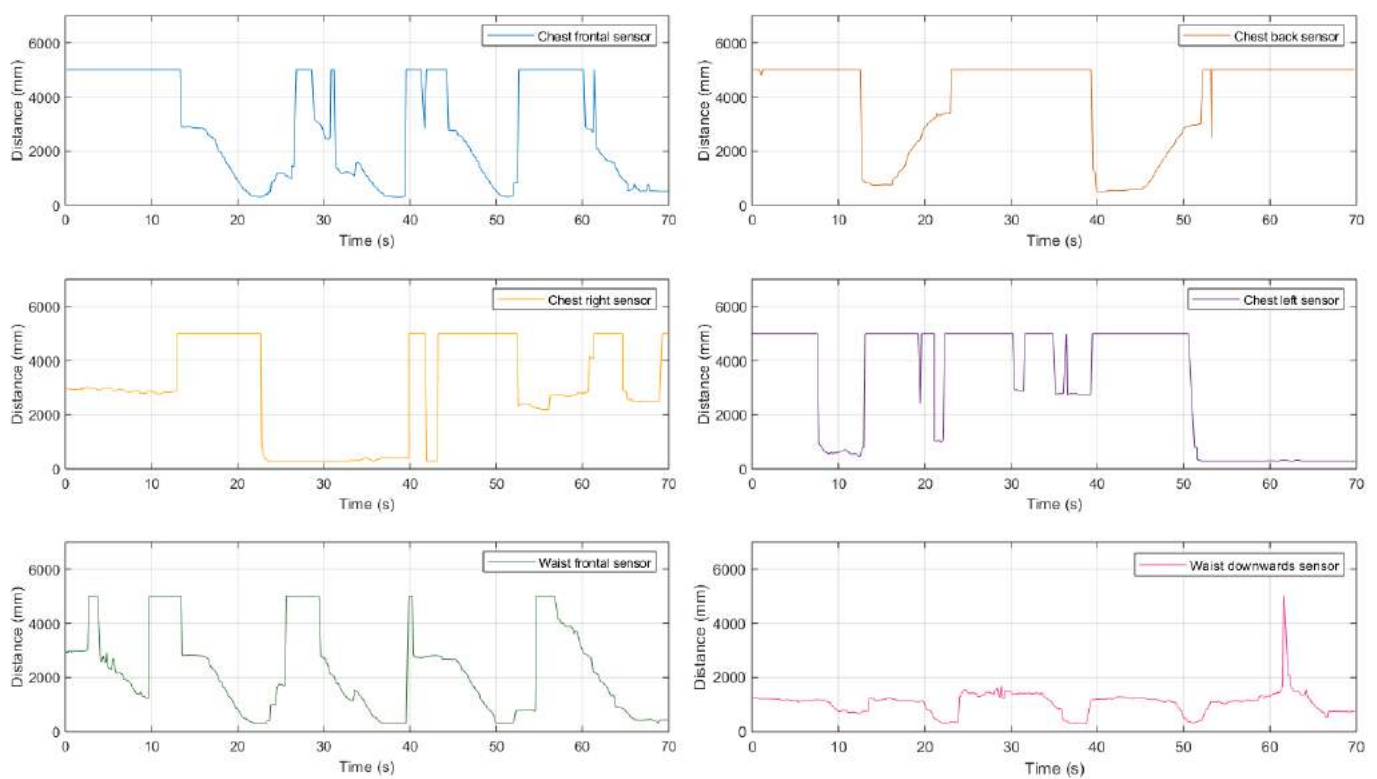 Chest frontal sensor
Distance (mm)
6000
4000
2000
0
0 10 20 30 40 50 60 70
Time (s)
Chest back sensor
Distance (mm)
6000
4000
2000
0
0 10 20 30 40 50 60 70
Time (s)
Chest right sensor
Distance (mm)
6000
4000
2000
0
0 10 20 30 40 50 60 70
Time (s)
Chest left sensor
Distance (mm)
6000
4000
2000
0
0 10 20 30 40 50 60 70
Time (s)
Waist frontal sensor
Distance (mm)
6000
4000
2000
0
0 10 20 30 40 50 60 70
Time (s)
Waist downwards sensor
Distance (mm)
6000
4000
2000
0
0 10 20 30 40 50 60 70
Time (s)